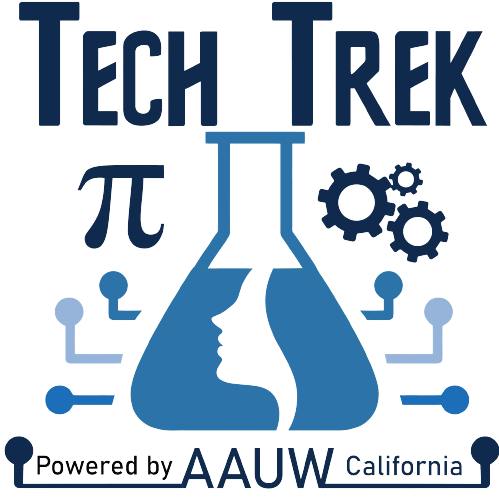 TECH TREK
π
Powered by AAUW California